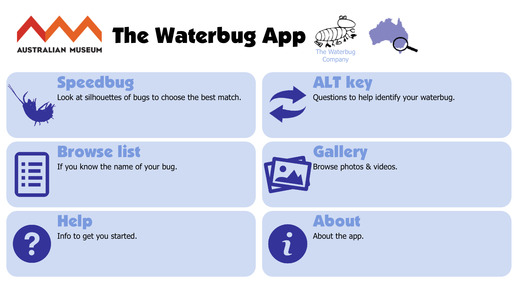 AUSTRALIAN MUSEUM
The Waterbug App
The Waterbug
Company
Speedbug
Look at silhouettes of bugs to choose the best match.
ALT key
Questions to help identify your waterbug.
Browse list
If you know the name of your bug.
Gallery
Browse photos & videos.
Help
Info to get you started.
About
About the app.